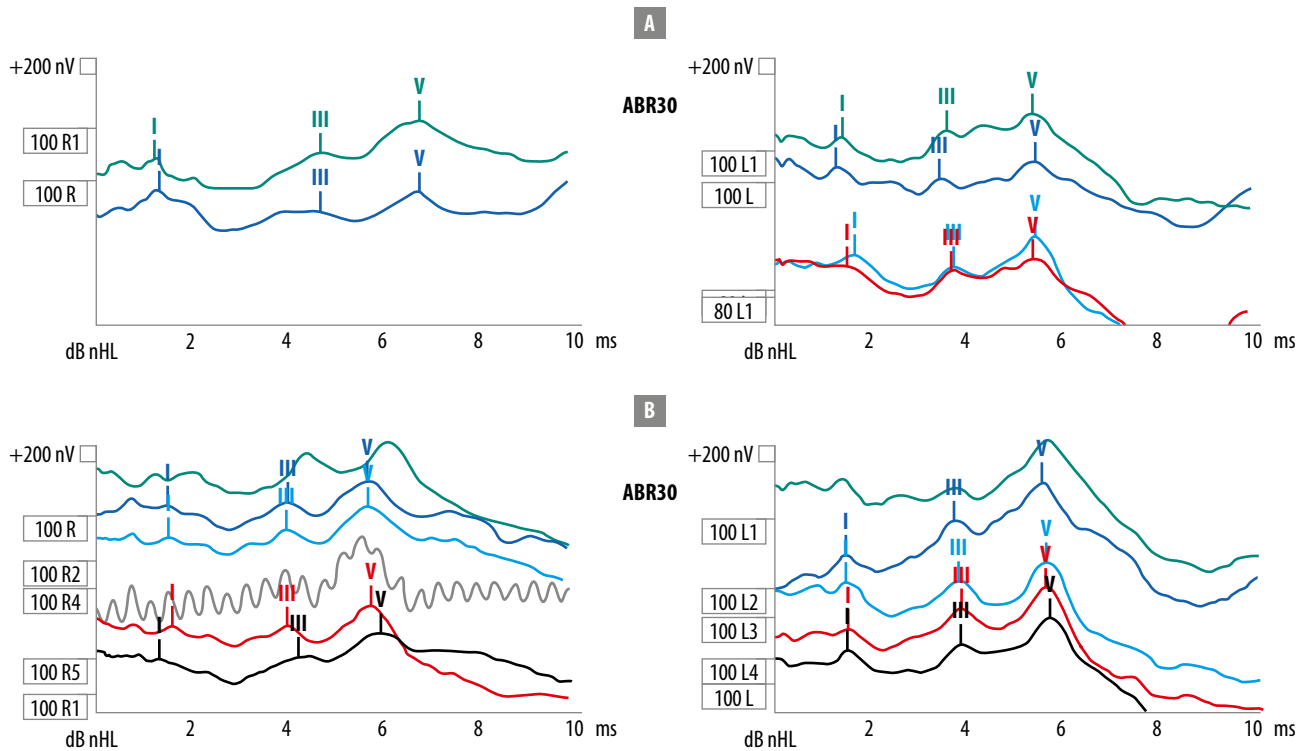 A
+200 nV
I
III
V
100 R1
I
III
V
100 R
2 4 6 8 10 ms
dB nHL
ABR30
+200 nV
I
III
V
I
III
V
100 L1
100 L
I
III
V
I
III
V
80 L1
2 4 6 8 10 ms
dB nHL
B
+200 nV
I
III
V
I
III
V
100 R
100 R2
100 R4
I
III
V
I
III
V
100 R5
100 R1
2 4 6 8 10 ms
dB nHL
ABR30
+200 nV
I
III
V
100 L1
I
III
V
100 L2
I
III
V
100 L3
I
III
V
100 L4
100 L
2 4 6 8 10 ms
dB nHL